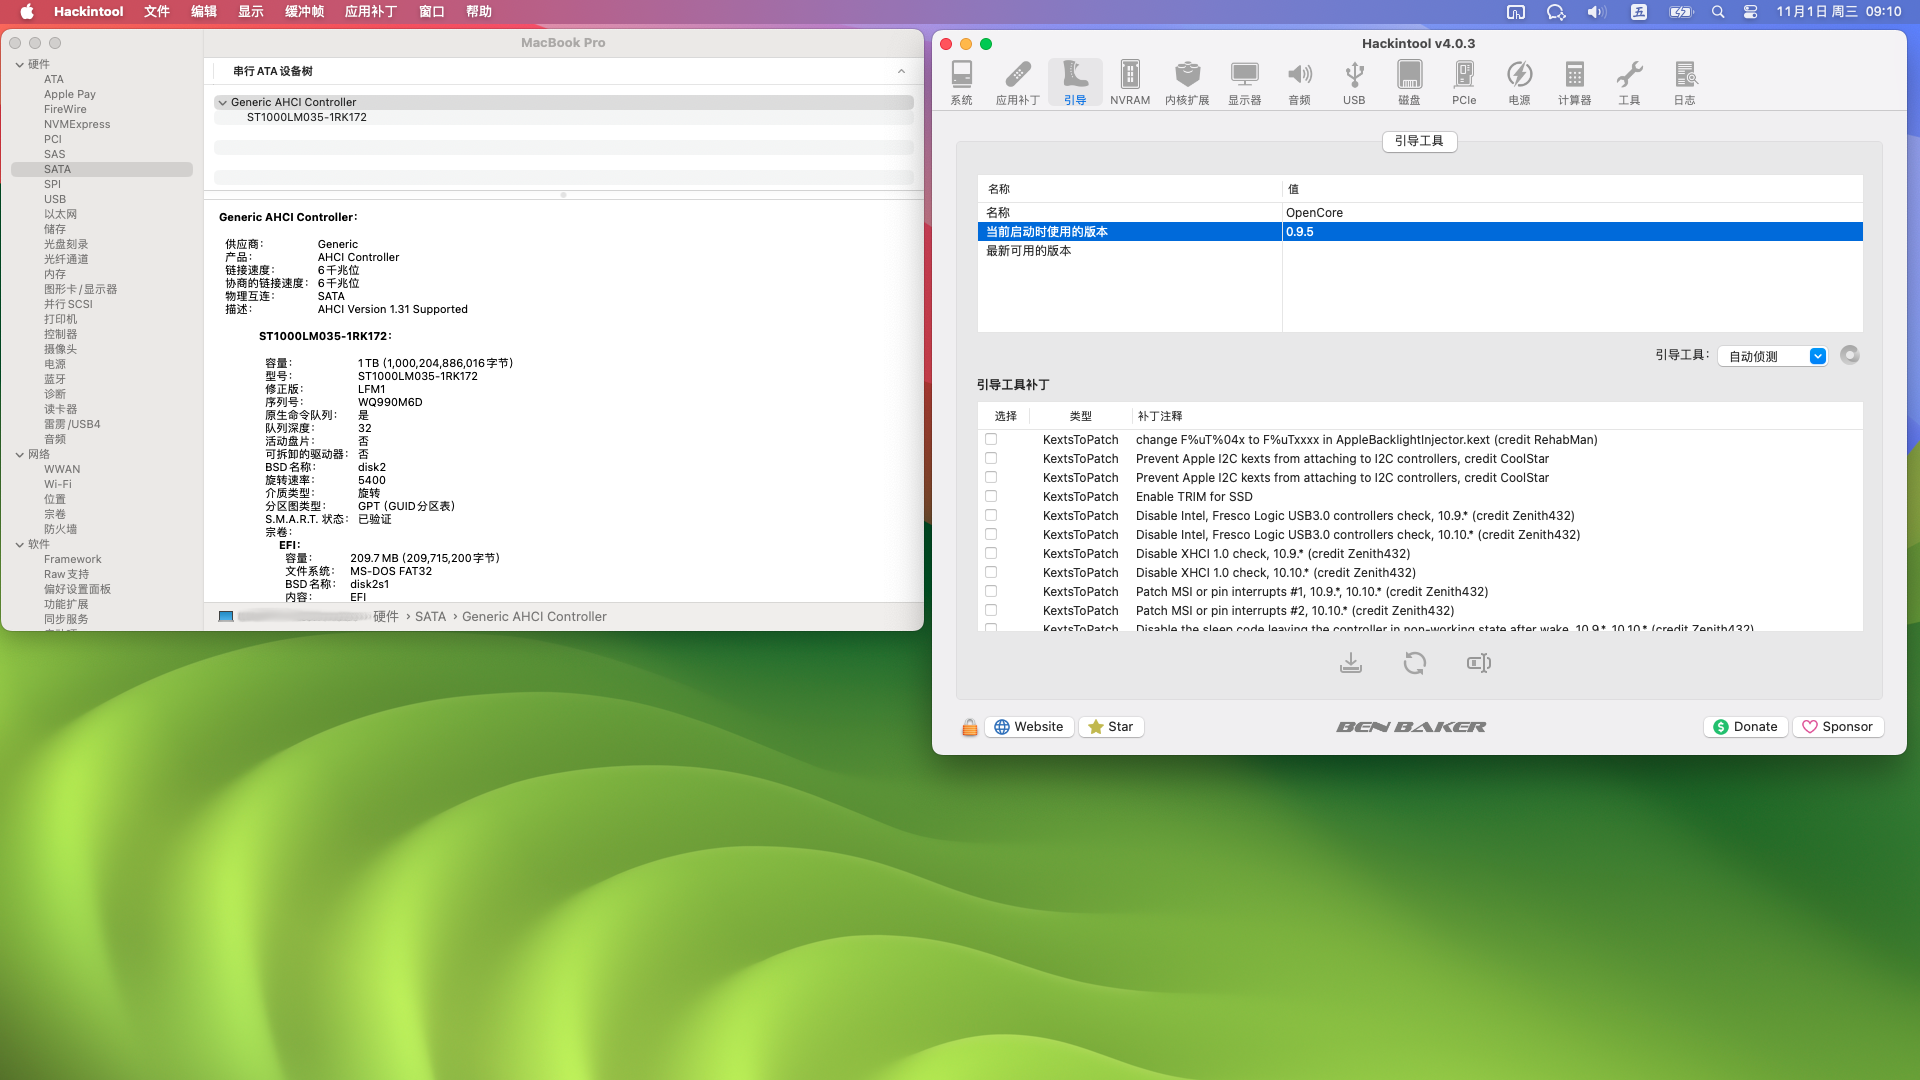 Hackintool 文件 编辑 显示 缓冲帧 应用补丁 窗口 帮助
五 11月1日 周三 09:10
MacBook Pro
硬件
ATA
Apple Pay
FireWire
NVMExpress
PCI
SAS
SATA
SPI
USB
以太网
储存
光盘刻录
光纤通道
内存
图形卡/显示器
并行 SCSI
打印机
控制器
摄像头
电源
蓝牙
诊断
读卡器
雷雳/USB4
音频
网络
WWAN
Wi-Fi
位置
宗卷
防火墙
软件
Framework
Raw 支持
偏好设置面板
功能扩展
同步服务
串行 ATA 设备树
Generic AHCI Controller
ST1000LM035-1RK172
Generic AHCI Controller:
供应商: Generic
产品: AHCI Controller
链接速度: 6 千兆位
协商的链接速度: 6 千兆位
物理互连: SATA
描述: AHCI Version 1.31 Supported
ST1000LM035-1RK172:
容量: 1 TB (1,000,204,886,016 字节)
型号: ST1000LM035-1RK172
修正版: LFM1
序列号: WQ990M6D
原生命令队列: 是
队列深度: 32
活动盘片: 否
可拆卸的驱动器: 否
BSD 名称: disk2
旋转速率: 5400
介质类型: 旋转
分区图类型: GPT (GUID 分区表)
S.M.A.R.T. 状态: 已验证
宗卷:
EFI:
容量: 209.7 MB (209,715,200 字节)
文件系统: MS-DOS FAT32
BSD 名称: disk2s1
内容: EFI
硬件 › SATA › Generic AHCI Controller
Hackintool v4.0.3
系统 应用补丁 引导 NVRAM 内核扩展 显示器 音频 USB 磁盘 PCIe 电源 计算器 工具 日志
引导工具
名称 值
名称 OpenCore
当前启动时使用的版本 0.9.5
最新可用的版本
引导工具: 自动侦测
引导工具补丁
选择 类型 补丁注释
KextsToPatch change F%uT%04x to F%uTxxxx in AppleBacklightInjector.kext (credit RehabMan)
KextsToPatch Prevent Apple I2C kexts from attaching to I2C controllers, credit CoolStar
KextsToPatch Prevent Apple I2C kexts from attaching to I2C controllers, credit CoolStar
KextsToPatch Enable TRIM for SSD
KextsToPatch Disable Intel, Fresco Logic USB3.0 controllers check, 10.9.* (credit Zenith432)
KextsToPatch Disable Intel, Fresco Logic USB3.0 controllers check, 10.10.* (credit Zenith432)
KextsToPatch Disable XHCI 1.0 check, 10.9.* (credit Zenith432)
KextsToPatch Disable XHCI 1.0 check, 10.10.* (credit Zenith432)
KextsToPatch Patch MSI or pin interrupts #1, 10.9.*, 10.10.* (credit Zenith432)
KextsToPatch Patch MSI or pin interrupts #2, 10.10.* (credit Zenith432)
KextsToPatch Disable the sleep code leaving the controller in non-working state after wake, 10.9.*, 10.10.* (credit Zenith432)
Website Star BEN BAKER Donate Sponsor